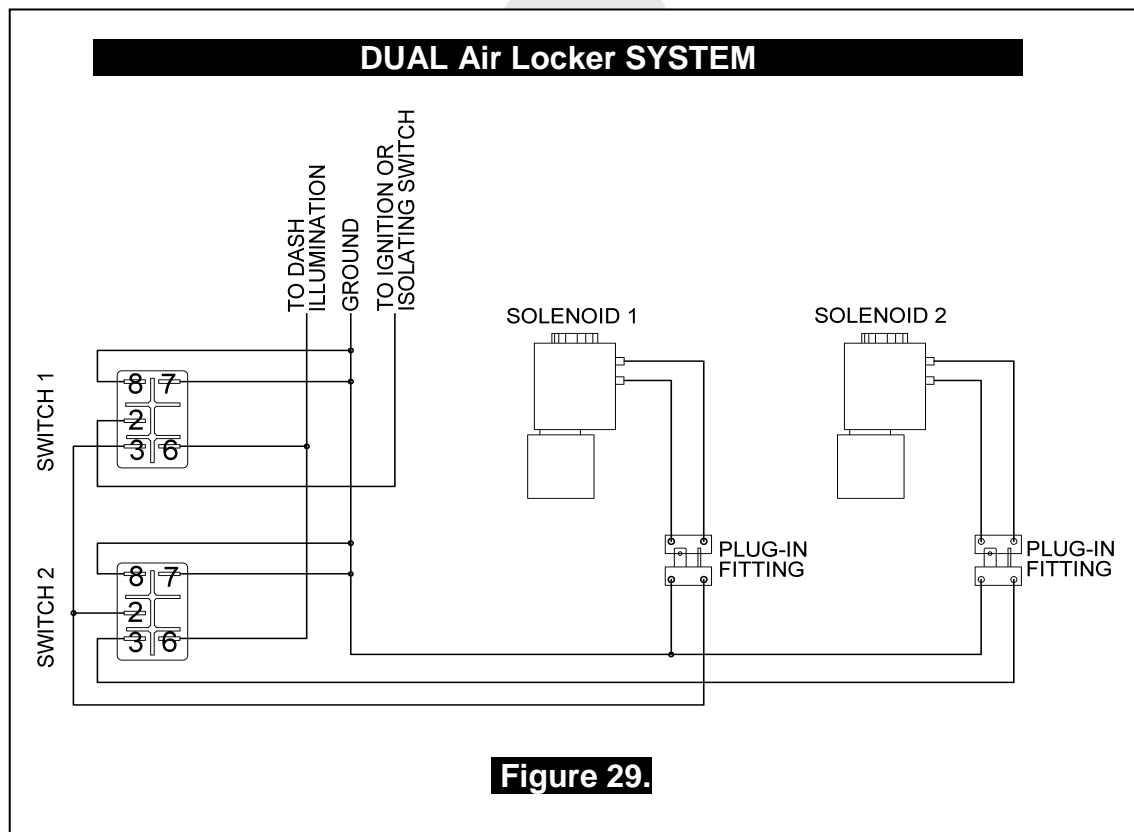 DUAL Air Locker SYSTEM
TO DASH
ILLUMINATION
GROUND
TO IGNITION OR
ISOLATING SWITCH
SOLENOID 1
SOLENOID 2
SWITCH 1
8 7
2
3 6
SWITCH 2
8 7
2
3 6
PLUG-IN
FITTING
PLUG-IN
FITTING
Figure 29.